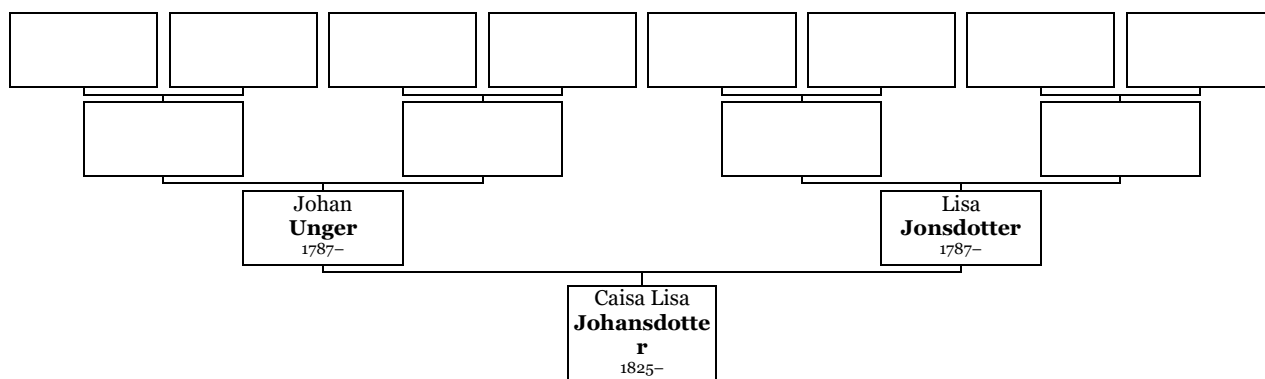 Johan
Unger
1787–
Lisa
Jonsdotter
1787–
Caisa Lisa
Johansdotte
r
1825–